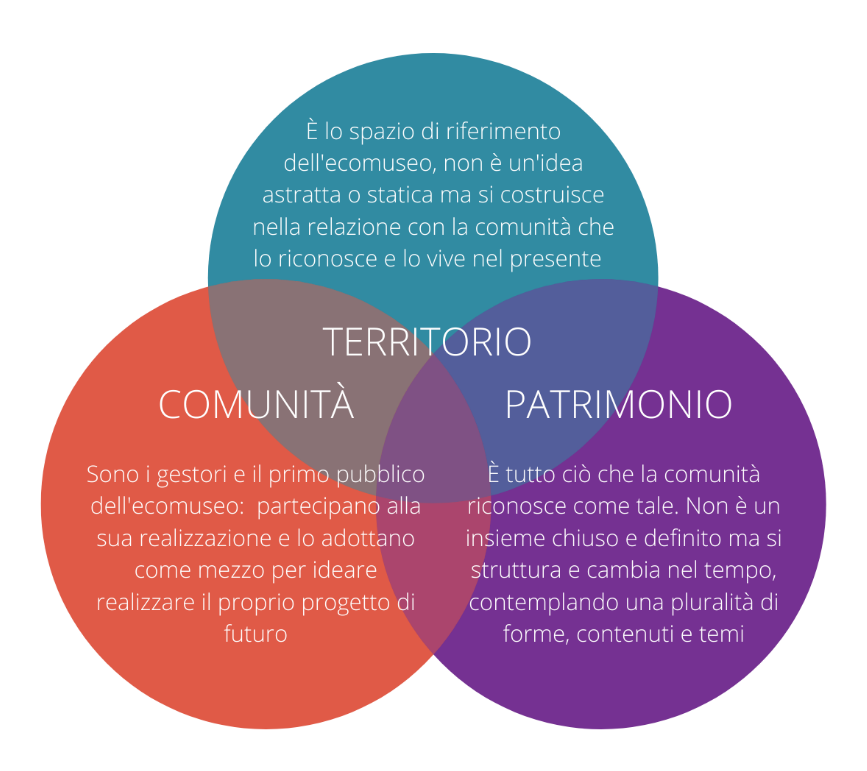 È lo spazio di riferimento
dell'ecomuseo, non è un'idea
astratta o statica ma si costruisce
nella relazione con la comunità che
lo riconosce e lo vive nel presente
TERRITORIO
COMUNITÀ
Sono i gestori e il primo pubblico
dell'ecomuseo:  partecipano alla
sua realizzazione e lo adottano
come mezzo per ideare
realizzare il proprio progetto di
futuro
PATRIMONIO
È tutto ciò che la comunità
riconosce come tale. Non è un
insieme chiuso e definito ma si
struttura e cambia nel tempo,
contemplando una pluralità di
forme, contenuti e temi